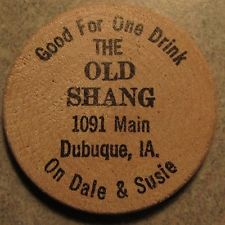 Good For One Drink
THE
OLD
SHANG
1091 Main
Dubuque, IA.
On Dale & Susie